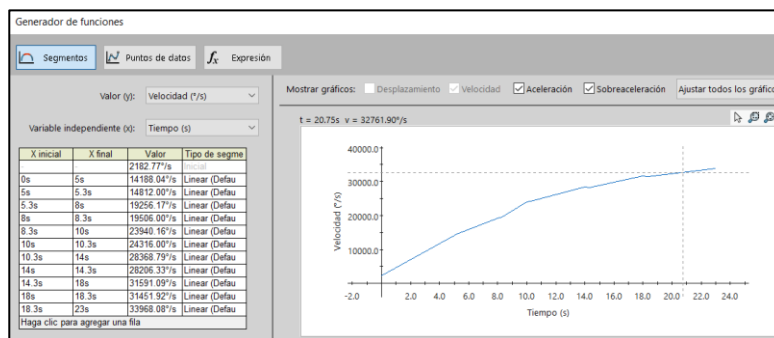 Generador de funciones
Segmentos Puntos de datos fx Expresión
Valor (y): Velocidad (°/s)
Variable independiente (x): Tiempo (s)
X inicial X final Valor Tipo de segme
- - 2182.77°/s Inicial
0s 5s 14188.04°/s Linear (Defau
5s 5.3s 14812.00°/s Linear (Defau
5.3s 8s 19256.17°/s Linear (Defau
8s 8.3s 19506.00°/s Linear (Defau
8.3s 10s 23940.16°/s Linear (Defau
10s 10.3s 24316.00°/s Linear (Defau
10.3s 14s 28368.79°/s Linear (Defau
14s 14.3s 28206.33°/s Linear (Defau
14.3s 18s 31591.09°/s Linear (Defau
18s 18.3s 31451.92°/s Linear (Defau
18.3s 23s 33968.08°/s Linear (Defau
Haga clic para agregar una fila
Mostrar gráficos: Desplazamiento Velocidad Aceleración Sobreaceleración Ajustar todos los gráfico
t = 20.75s v = 32761.90°/s
40000.0
30000.0
20000.0
10000.0
Velocidad (°/s)
-2.0 2.0 4.0 6.0 8.0 10.0 12.0 14.0 16.0 18.0 20.0 22.0 24.0
Tiempo (s)